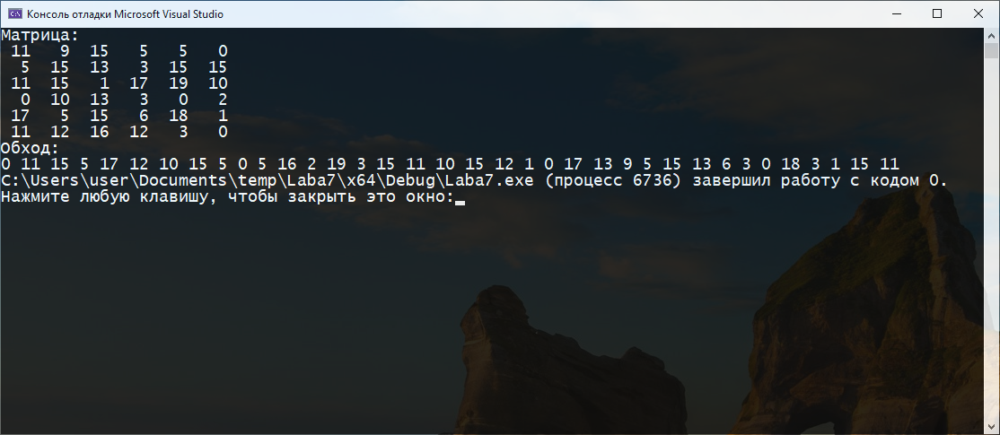 Консоль отладки Microsoft Visual Studio
Матрица:
11 9 15 5 5 0
5 15 13 3 15 15
11 15 1 17 19 10
0 10 13 3 0 2
17 5 15 6 18 1
11 12 16 12 3 0
Обход:
0 11 15 5 17 12 10 15 5 0 5 16 2 19 3 15 11 10 15 12 1 0 17 13 9 5 15 13 6 3 0 18 3 1 15 11
C:\Users\user\Documents\temp\Laba7\x64\Debug\Laba7.exe (процесс 6736) завершил работу с кодом 0.
Нажмите любую клавишу, чтобы закрыть это окно: